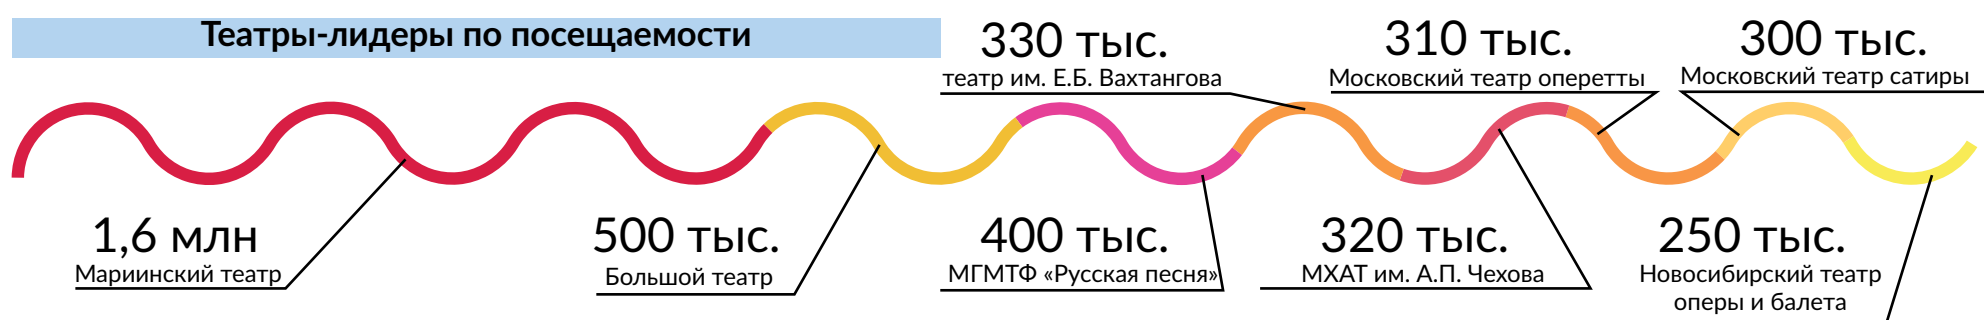 Театры-лидеры по посещаемости
330 тыс.
театр им. Е.Б. Вахтангова
310 тыс.
Московский театр оперетты
300 тыс.
Московский театр сатиры
1,6 млн
Мариинский театр
500 тыс.
Большой театр
400 тыс.
МГМТФ «Русская песня»
320 тыс.
МХАТ им. А.П. Чехова
250 тыс.
Новосибирский театр
оперы и балета